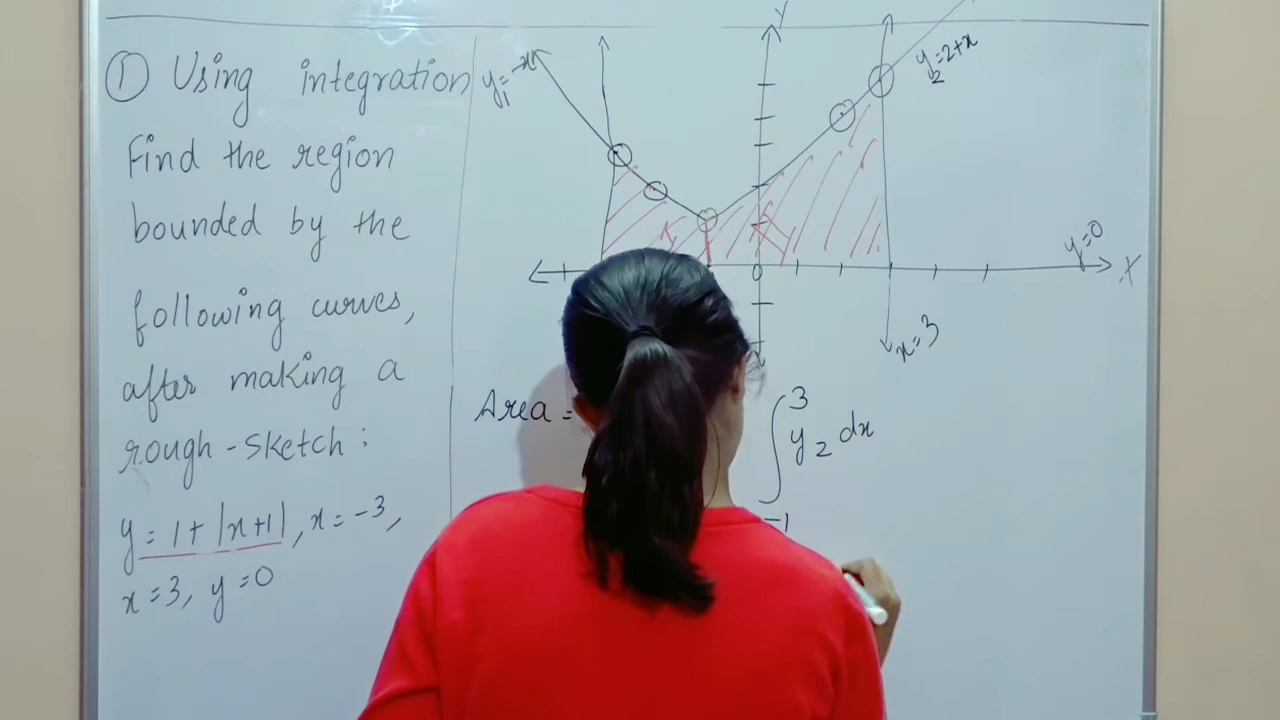 ① Using integration
Find the region
bounded by the
following curves,
after making a
rough-sketch:
y = 1 + |x+1|, x = -3,
x = 3, y = 0
y₁ = -x
Y
y₂ = 2+x
0
y=0
X
x=3
Area =
∫₋₁³ y₂ dx